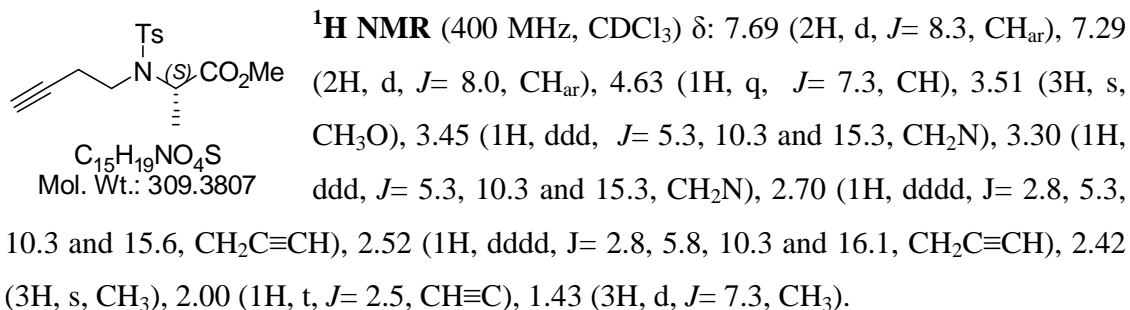 Ts
N (S) CO₂Me
C₁₅H₁₉NO₄S
Mol. Wt.: 309.3807
¹H NMR (400 MHz, CDCl₃) δ: 7.69 (2H, d, J= 8.3, CHₐᵣ), 7.29
(2H, d, J= 8.0, CHₐᵣ), 4.63 (1H, q, J= 7.3, CH), 3.51 (3H, s,
CH₃O), 3.45 (1H, ddd, J= 5.3, 10.3 and 15.3, CH₂N), 3.30 (1H,
ddd, J= 5.3, 10.3 and 15.3, CH₂N), 2.70 (1H, dddd, J= 2.8, 5.3,
10.3 and 15.6, CH₂C≡CH), 2.52 (1H, dddd, J= 2.8, 5.8, 10.3 and 16.1, CH₂C≡CH), 2.42
(3H, s, CH₃), 2.00 (1H, t, J= 2.5, CH≡C), 1.43 (3H, d, J= 7.3, CH₃).